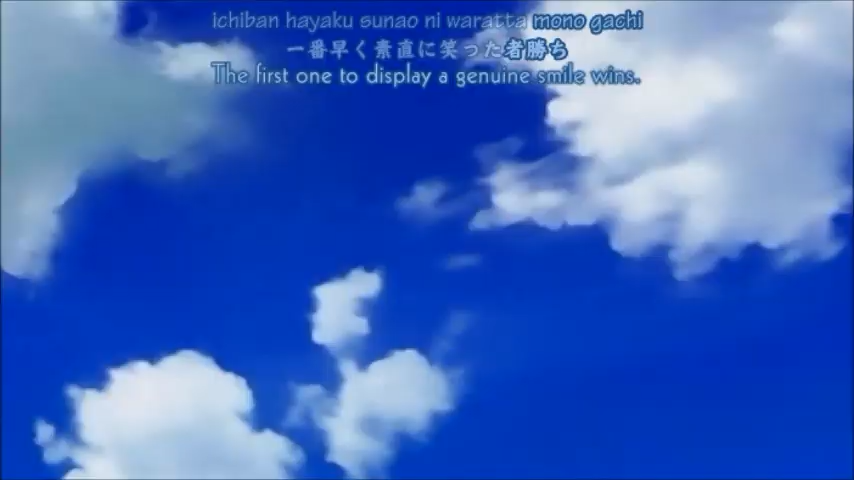 ichiban hayaku sunao ni waratta mono gachi
一番早く素直に笑った者勝ち
The first one to display a genuine smile wins.